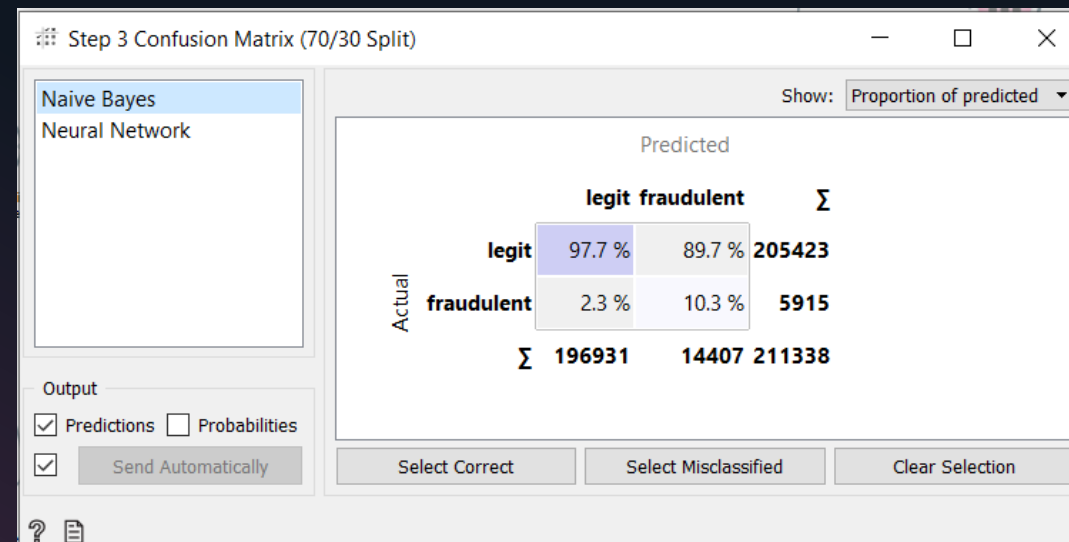 Step 3 Confusion Matrix (70/30 Split)
Naive Bayes
Neural Network
Show: Proportion of predicted
Predicted
legit fraudulent Σ
legit 97.7 % 89.7 % 205423
Actual
fraudulent 2.3 % 10.3 % 5915
Σ 196931 14407 211338
Output
Predictions Probabilities
Send Automatically
Select Correct Select Misclassified Clear Selection
?